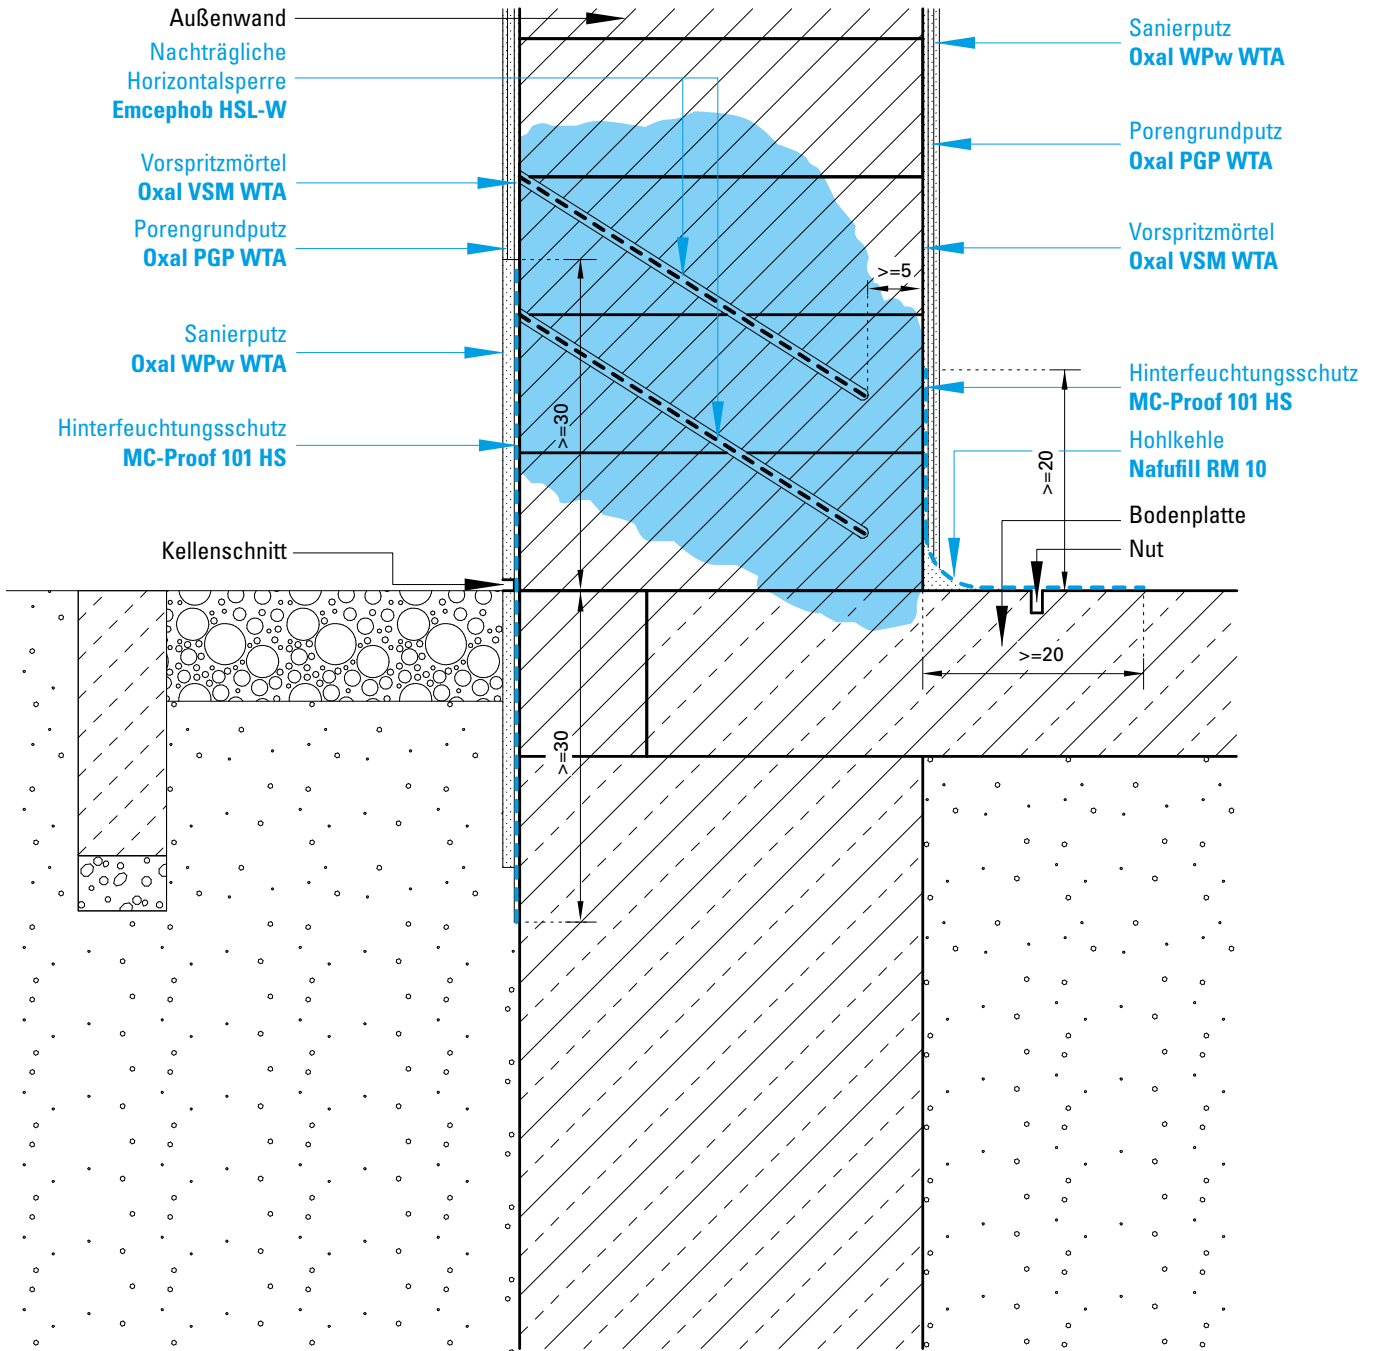 Außenwand
Nachträgliche
Horizontalsperre
Emcephob HSL-W
Vorspritzmörtel
Oxal VSM WTA
Porengrundputz
Oxal PGP WTA
Sanierputz
Oxal WPw WTA
Hinterfeuchtungsschutz
MC-Proof 101 HS
Kellenschnitt
>=30
>=30
>=5
Sanierputz
Oxal WPw WTA
Porengrundputz
Oxal PGP WTA
Vorspritzmörtel
Oxal VSM WTA
Hinterfeuchtungsschutz
MC-Proof 101 HS
Hohlkehle
Nafufill RM 10
>=20
Bodenplatte
Nut
>=20